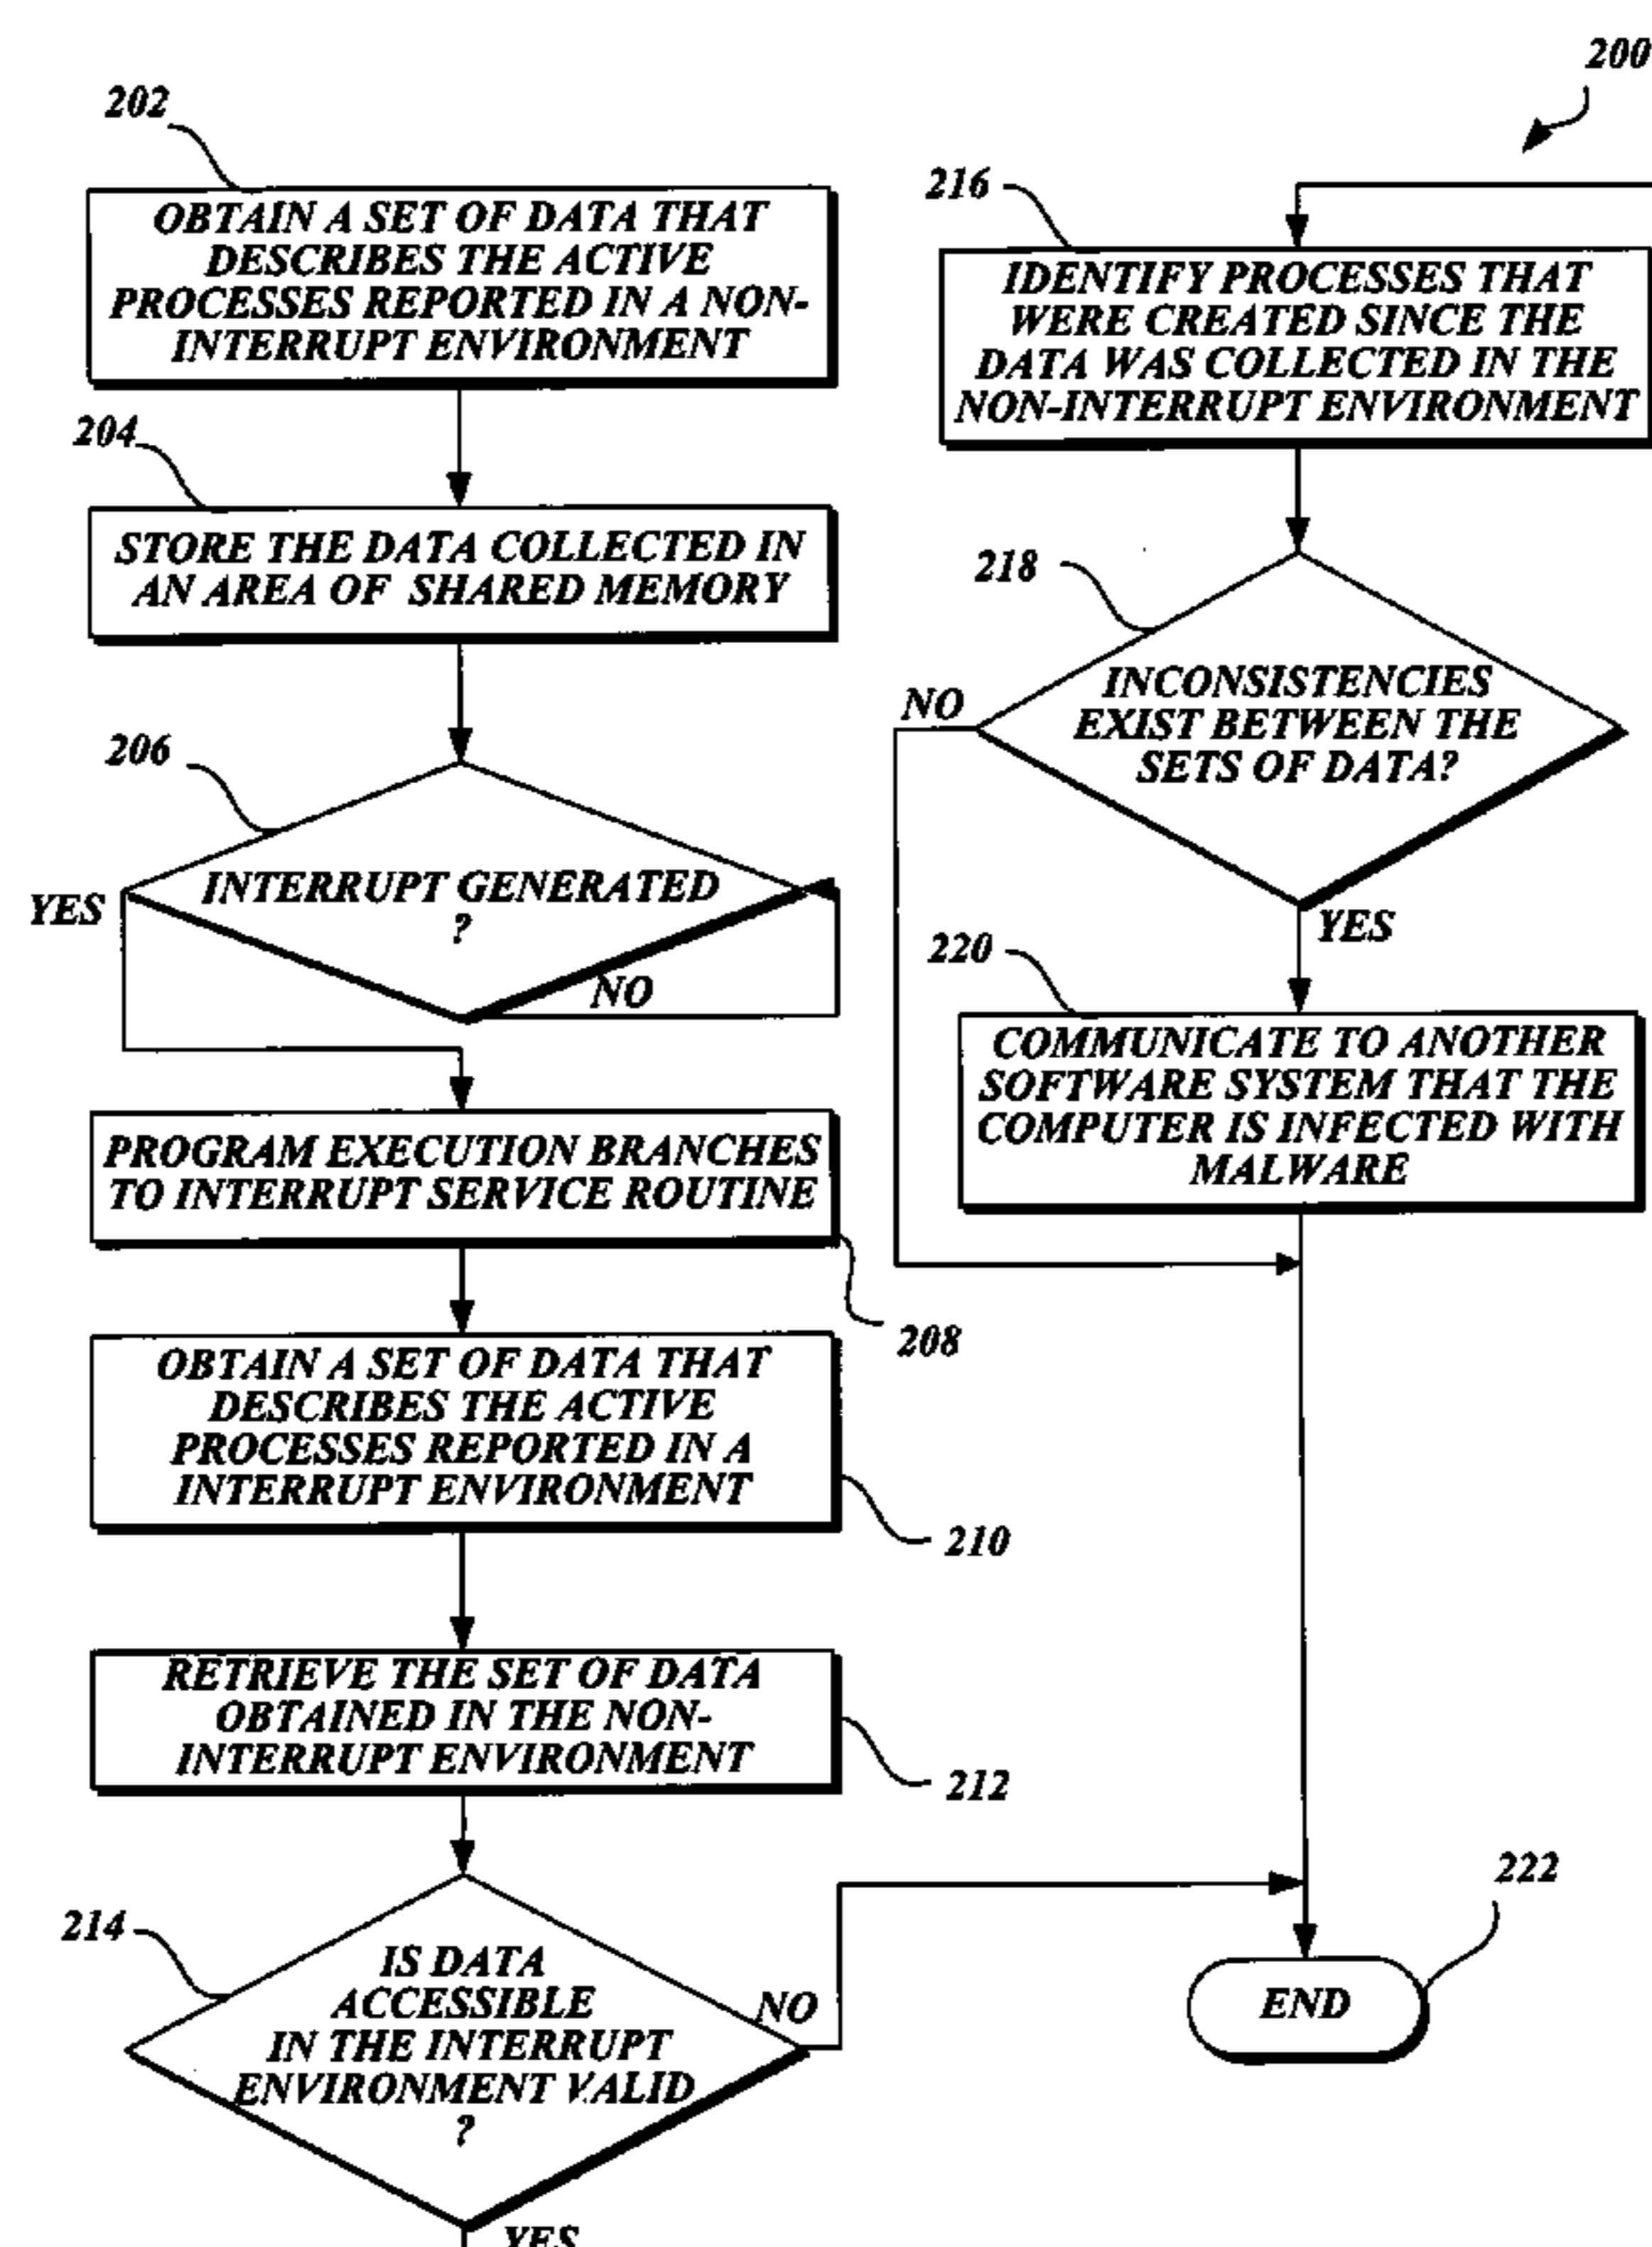 200
202
OBTAIN A SET OF DATA THAT
DESCRIBES THE ACTIVE
PROCESSES REPORTED IN A NON-
INTERRUPT ENVIRONMENT
204
STORE THE DATA COLLECTED IN
AN AREA OF SHARED MEMORY
206
INTERRUPT GENERATED
?
YES
NO
PROGRAM EXECUTION BRANCHES
TO INTERRUPT SERVICE ROUTINE
208
OBTAIN A SET OF DATA THAT
DESCRIBES THE ACTIVE
PROCESSES REPORTED IN A
INTERRUPT ENVIRONMENT
210
RETRIEVE THE SET OF DATA
OBTAINED IN THE NON-
INTERRUPT ENVIRONMENT
212
214
IS DATA
ACCESSIBLE
IN THE INTERRUPT
ENVIRONMENT VALID
?
NO
YES
216
IDENTIFY PROCESSES THAT
WERE CREATED SINCE THE
DATA WAS COLLECTED IN THE
NON-INTERRUPT ENVIRONMENT
218
INCONSISTENCIES
EXIST BETWEEN THE
SETS OF DATA?
NO
YES
220
COMMUNICATE TO ANOTHER
SOFTWARE SYSTEM THAT THE
COMPUTER IS INFECTED WITH
MALWARE
222
END